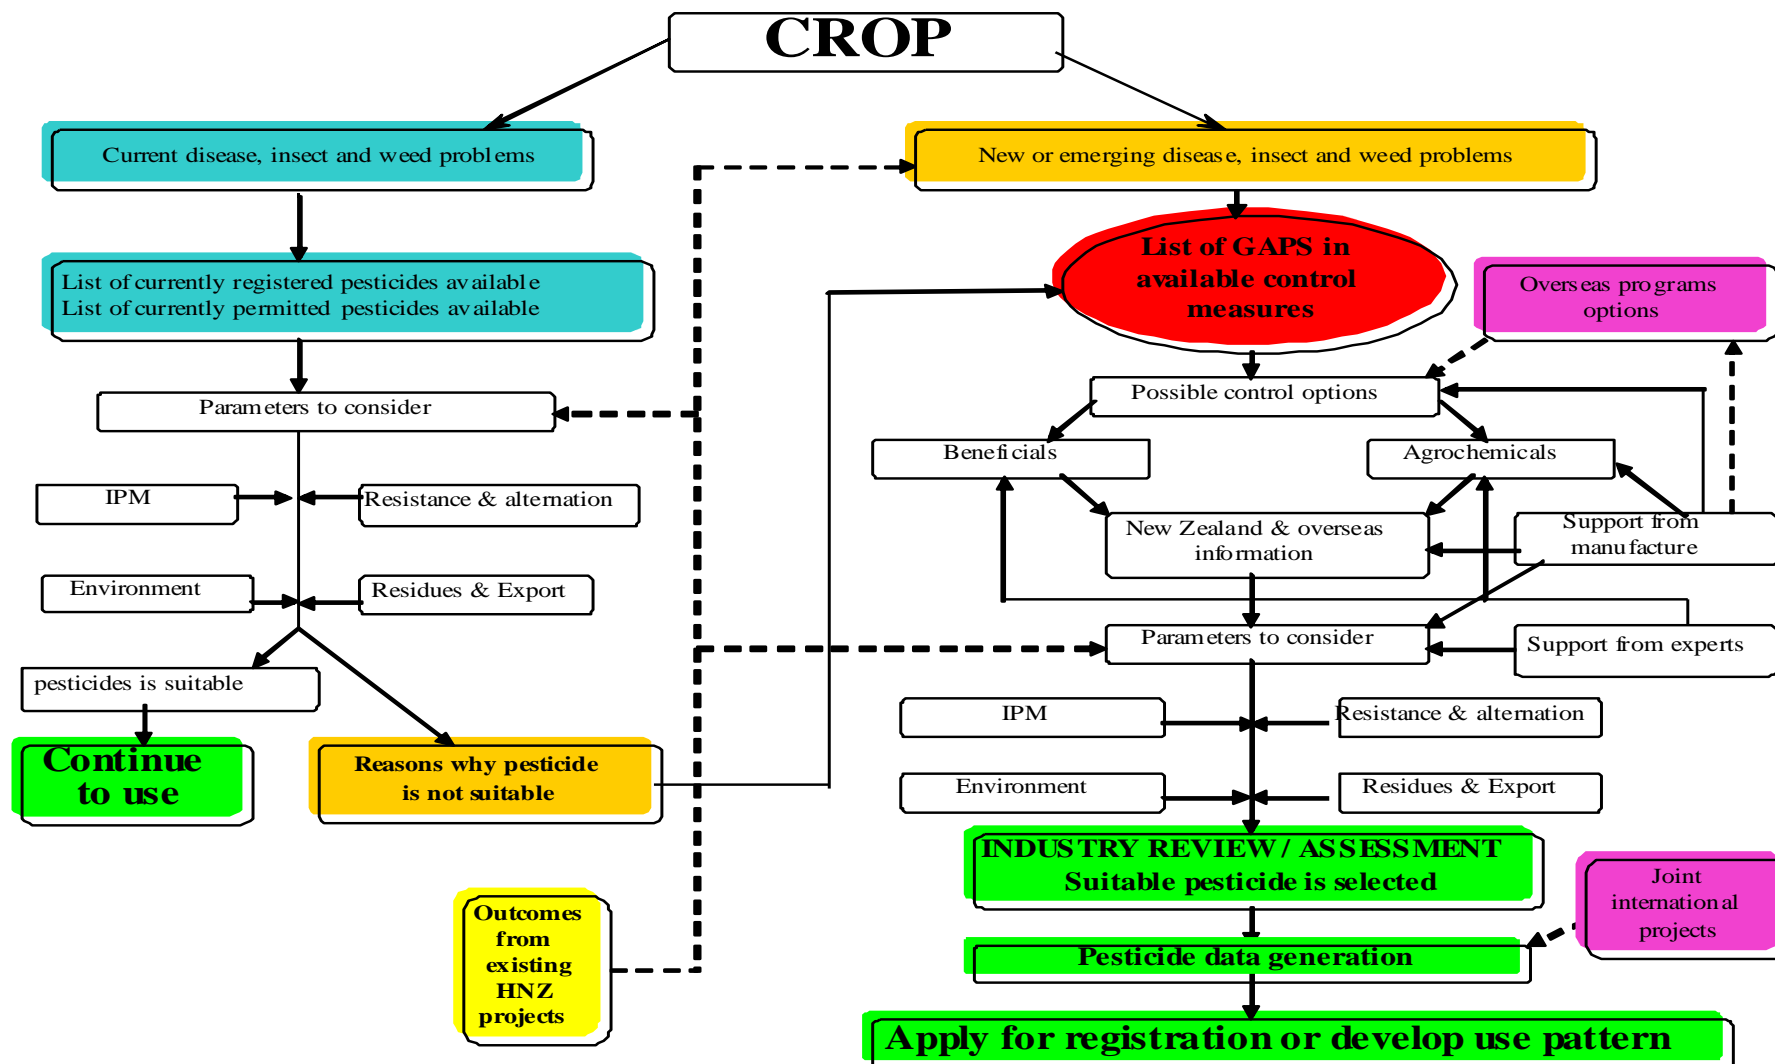 CROP
Current disease, insect and weed problems
New or emerging disease, insect and weed problems
List of currently registered pesticides available
List of currently permitted pesticides available
List of GAPS in
available control
measures
Overseas programs
options
Parameters to consider
Possible control options
Beneficials
Agrochemicals
IPM
Resistance & alternation
New Zealand & overseas
information
Support from
manufacture
Environment
Residues & Export
Parameters to consider
Support from experts
pesticides is suitable
IPM
Resistance & alternation
Continue
to use
Reasons why pesticide
is not suitable
Environment
Residues & Export
INDUSTRY REVIEW / ASSESSMENT
Suitable pesticide is selected
Joint
international
projects
Outcomes
from
existing
HNZ
projects
Pesticide data generation
Apply for registration or develop use pattern